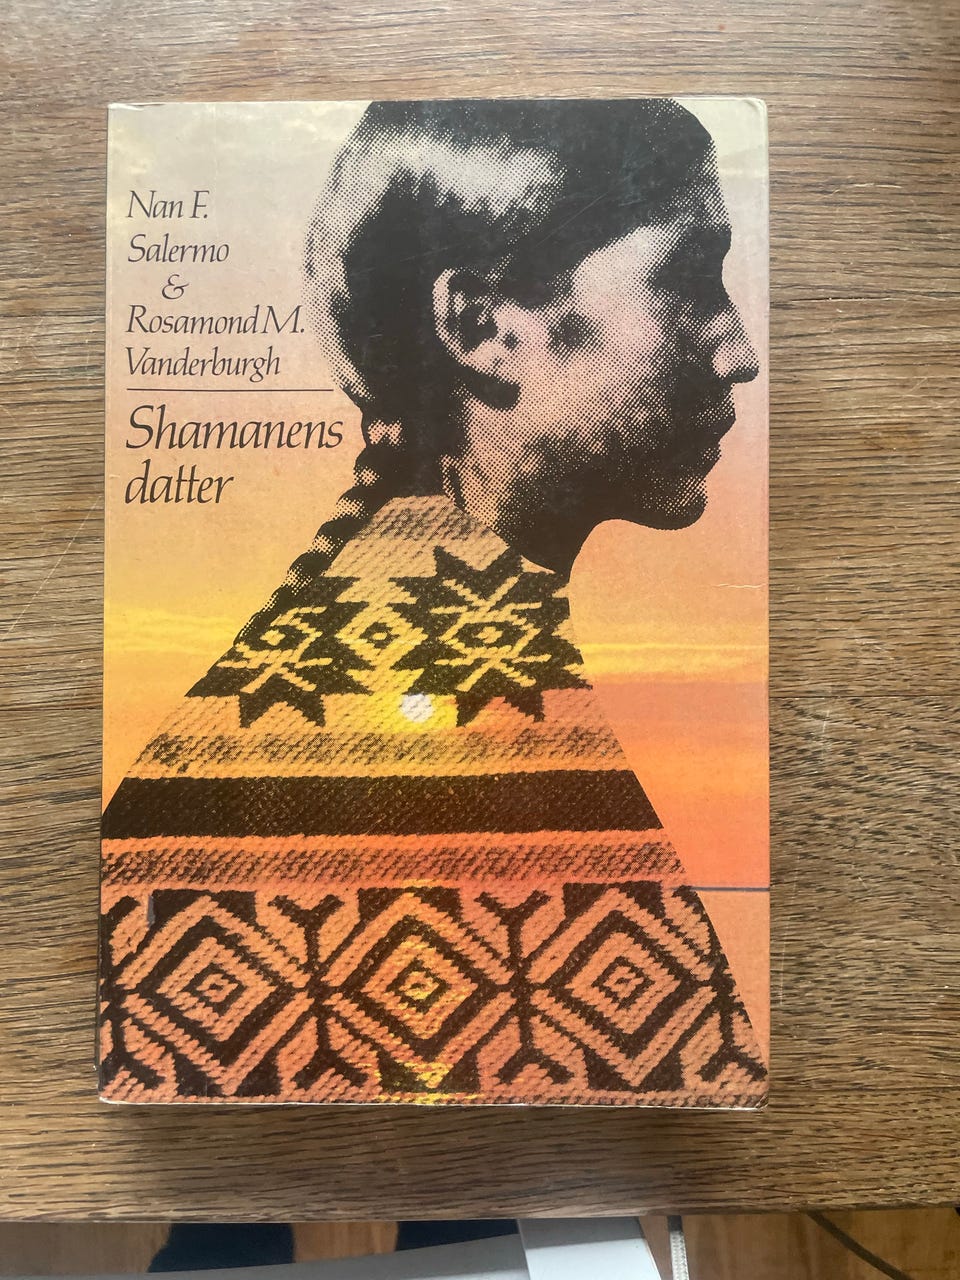 Nan F.
Salermo
&
Rosamond M.
Vanderburgh
Shamanens
datter